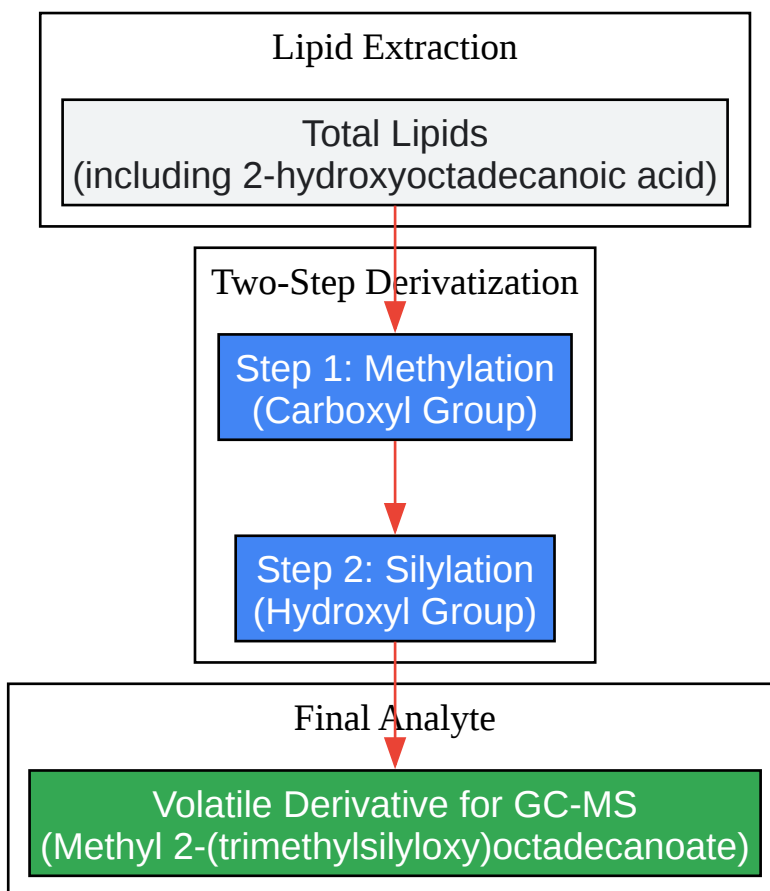 Lipid Extraction
Total Lipids
(including 2-hydroxyoctadecanoic acid)
Two-Step Derivatization
Step 1: Methylation
(Carboxyl Group)
Step 2: Silylation
(Hydroxyl Group)
Final Analyte
Volatile Derivative for GC-MS
(Methyl 2-(trimethylsilyloxy)octadecanoate)